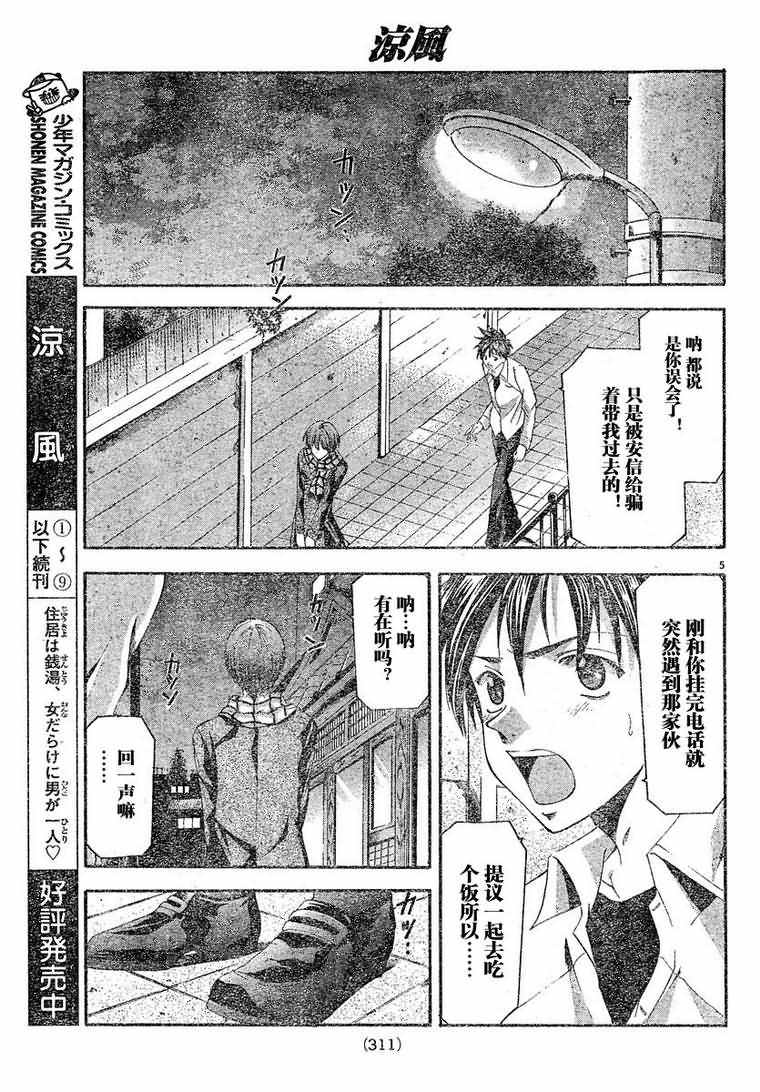 涼風
カツン
カツン
カツン
呐 都说
是你误会了！
只是被安信给骗
着带我过去的！
5
刚和你挂完电话就
突然遇到那家伙
提议一起去吃
个饭所以……
呐…呐
有在听吗？
カツ
回一声嘛
……
カツ
少年マガジン・コミックス
SHONEN MAGAZINE COMICS
涼風
①〜⑨
以下続刊
住居は銭湯、女だらけに男が一人♡
好評発売中
(311)